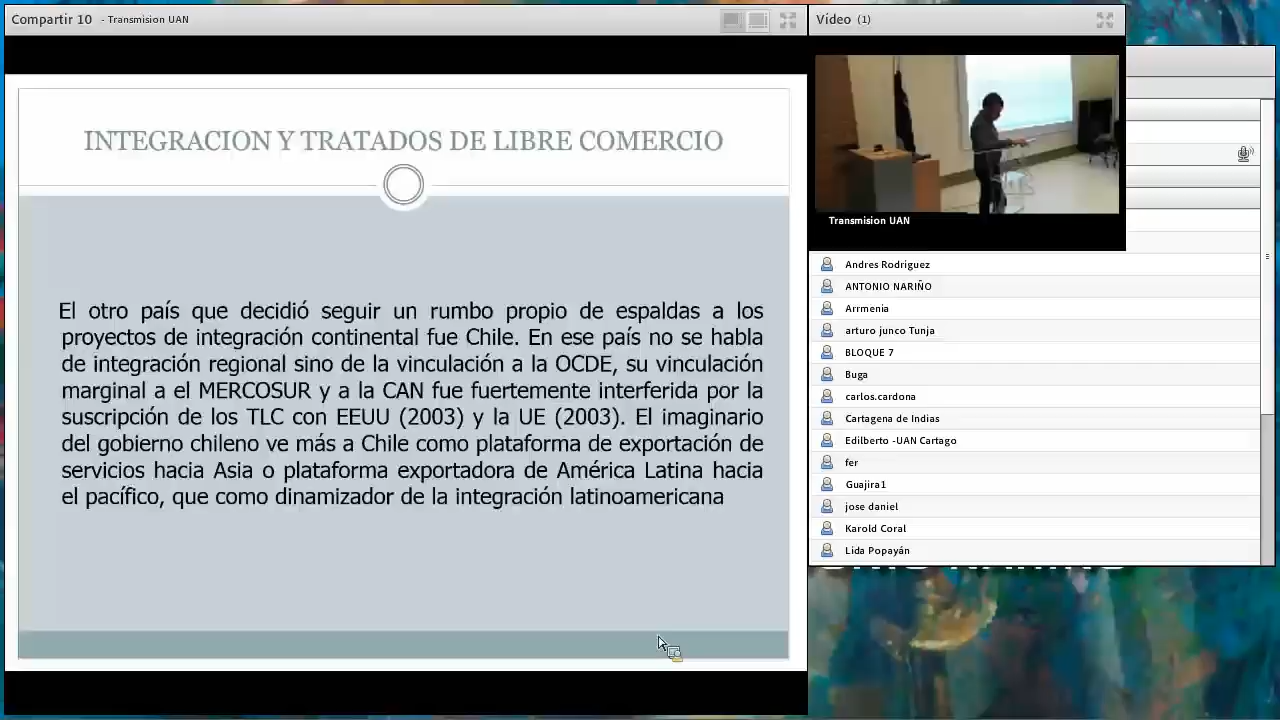 Compartir 10 - Transmision UAN
Video (1)
INTEGRACION Y TRATADOS DE LIBRE COMERCIO
El otro país que decidió seguir un rumbo propio de espaldas a los
proyectos de integración continental fue Chile. En ese país no se habla
de integración regional sino de la vinculación a la OCDE, su vinculación
marginal a el MERCOSUR y a la CAN fue fuertemente interferida por la
suscripción de los TLC con EEUU (2003) y la UE (2003). El imaginario
del gobierno chileno ve más a Chile como plataforma de exportación de
servicios hacia Asia o plataforma exportadora de América Latina hacia
el pacífico, que como dinamizador de la integración latinoamericana
Transmision UAN
Andres Rodriguez
ANTONIO NARIÑO
Arrmenia
arturo junco Tunja
BLOQUE 7
Buga
carlos.cardona
Cartagena de Indias
Edilberto -UAN Cartago
fer
Guajira1
jose daniel
Karold Coral
Lida Popayán